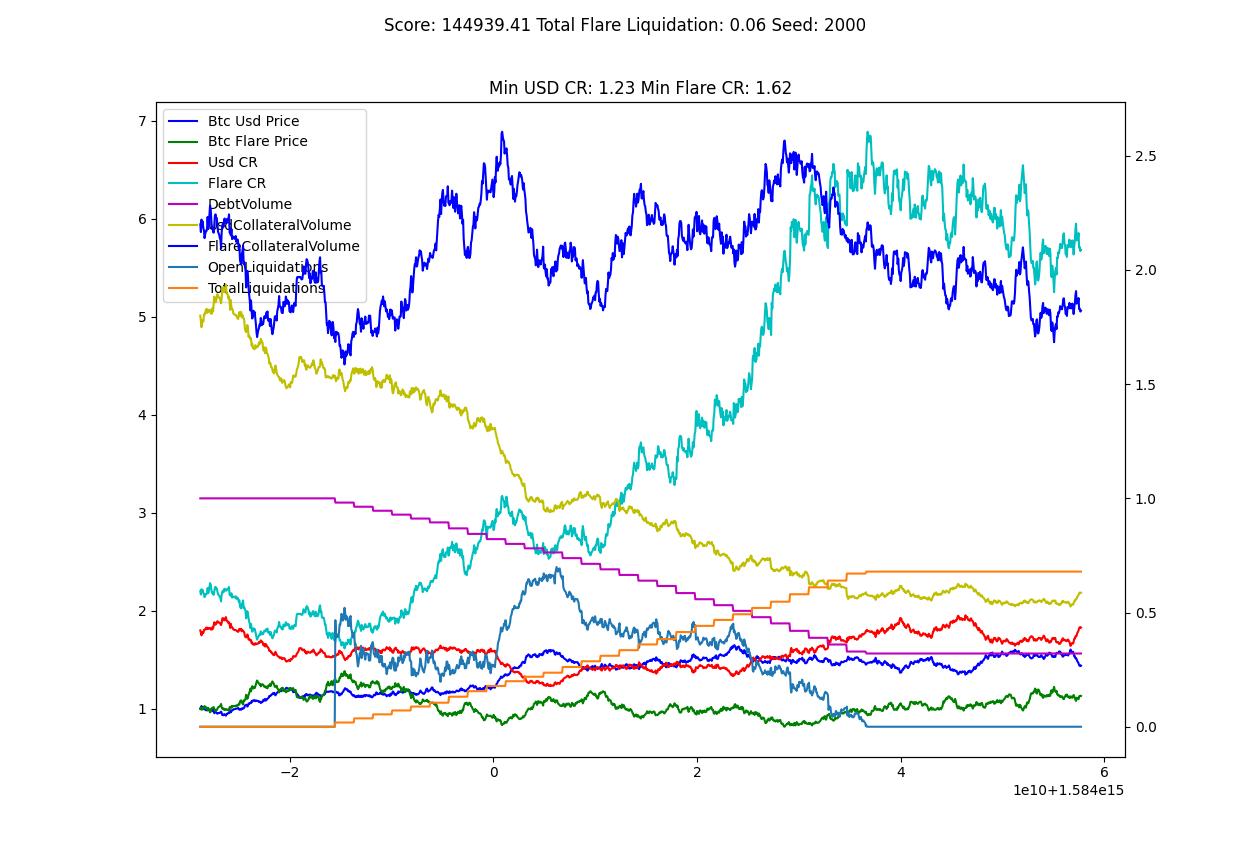 Score: 144939.41 Total Flare Liquidation: 0.06 Seed: 2000
Min USD CR: 1.23 Min Flare CR: 1.62
Btc Usd Price
Btc Flare Price
Usd CR
Flare CR
DebtVolume
UsdCollateralVolume
FlareCollateralVolume
OpenLiquidations
TotalLiquidations
7
6
5
4
3
2
1
2.5
2.0
1.5
1.0
0.5
0.0
−2
0
2
4
6
1e10+1.584e15